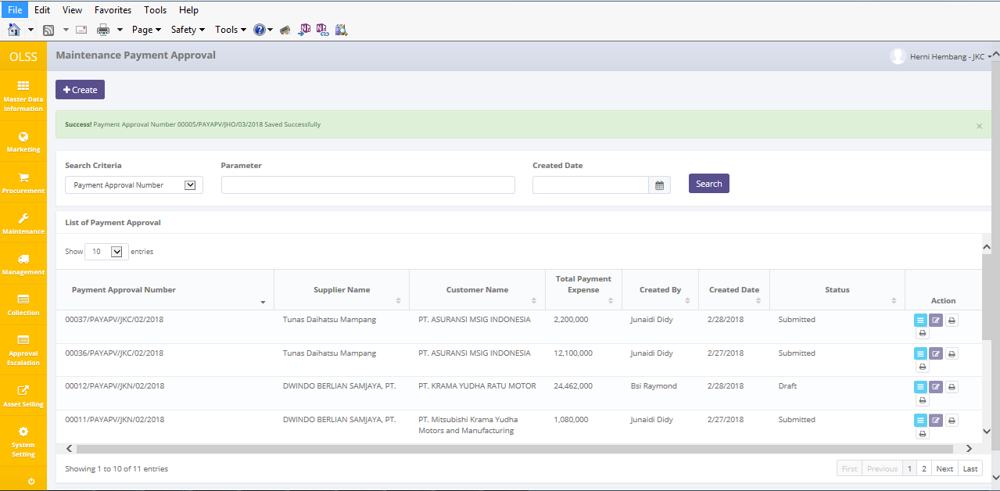 File Edit View Favorites Tools Help
Page Safety Tools
OLSS
Maintenance Payment Approval
Herni Hembang - JKC
Create
Master Data
Information
Success! Payment Approval Number 00005/PAYAPV/JHO/03/2018 Saved Successfully
×
Marketing
Search Criteria Parameter Created Date
Payment Approval Number
Search
Procurement
Maintenance
List of Payment Approval
Show 10 entries
Management
Payment Approval Number Supplier Name Customer Name Total Payment
Expense Created By Created Date Status Action
Collection
00037/PAYAPV/JKC/02/2018 Tunas Daihatsu Mampang PT. ASURANSI MSIG INDONESIA 2,200,000 Junaidi Didy 2/28/2018 Submitted
00036/PAYAPV/JKC/02/2018 Tunas Daihatsu Mampang PT. ASURANSI MSIG INDONESIA 12,100,000 Junaidi Didy 2/27/2018 Submitted
Approval
Escalation
00012/PAYAPV/JKN/02/2018 DWINDO BERLIAN SAMJAYA, PT. PT. KRAMA YUDHA RATU MOTOR 24,462,000 Bsi Raymond 2/28/2018 Draft
Asset Selling
00011/PAYAPV/JKN/02/2018 DWINDO BERLIAN SAMJAYA, PT. PT. Mitsubishi Krama Yudha
Motors and Manufacturing 1,080,000 Junaidi Didy 2/27/2018 Submitted
System
Setting
Showing 1 to 10 of 11 entries
First Previous 1 2 Next Last